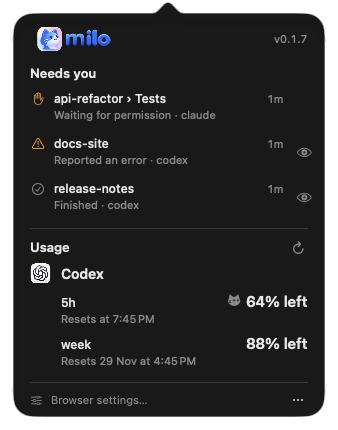 milo
v0.1.7
Needs you
api-refactor › Tests
1m
Waiting for permission · claude
docs-site
1m
Reported an error · codex
release-notes
1m
Finished · codex
Usage
Codex
5h
64% left
Resets at 7:45 PM
week
88% left
Resets 29 Nov at 4:45 PM
Browser settings...